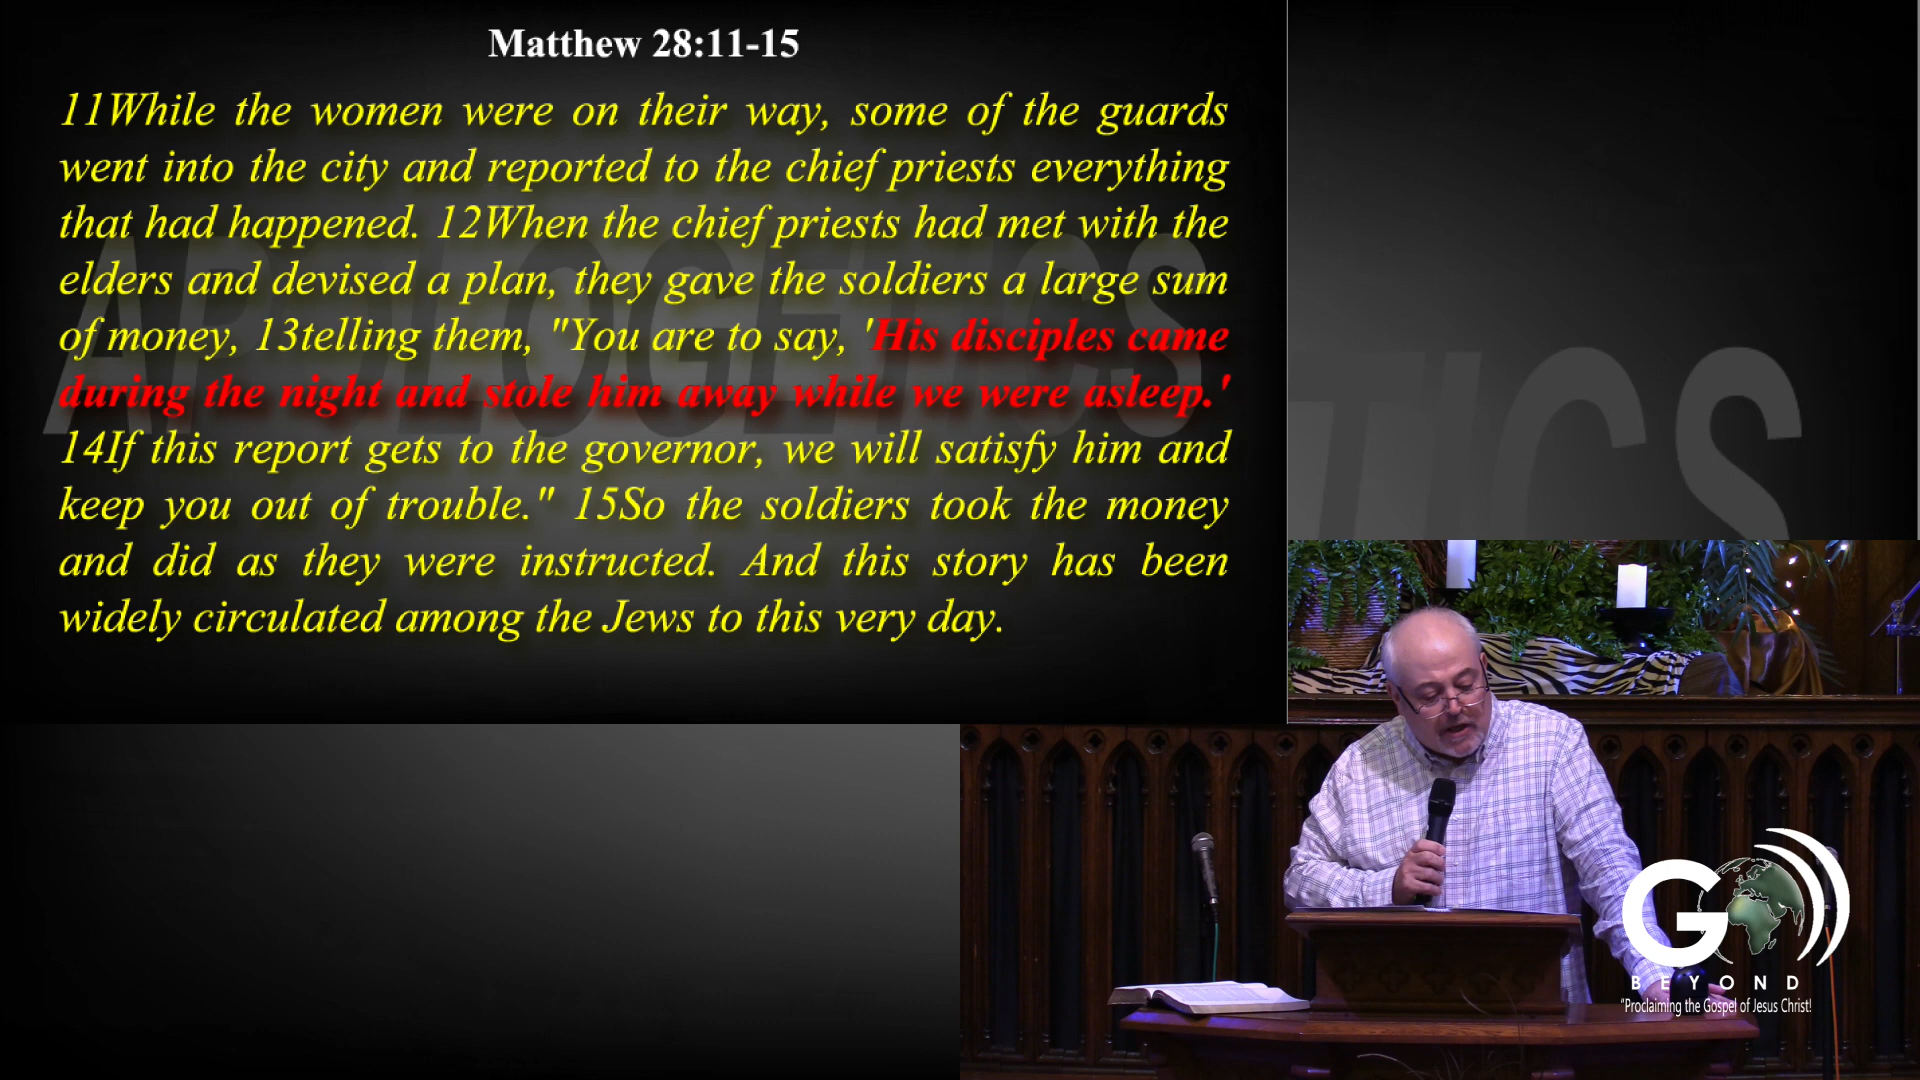 Matthew 28:11-15
11While the women were on their way, some of the guards
went into the city and reported to the chief priests everything
that had happened. 12When the chief priests had met with the
elders and devised a plan, they gave the soldiers a large sum
of money, 13telling them, "You are to say, 'His disciples came
during the night and stole him away while we were asleep.'
14If this report gets to the governor, we will satisfy him and
keep you out of trouble." 15So the soldiers took the money
and did as they were instructed. And this story has been
widely circulated among the Jews to this very day.
APOLOGETICS
TICS
GO
BEYOND
"Proclaiming the Gospel of Jesus Christ!